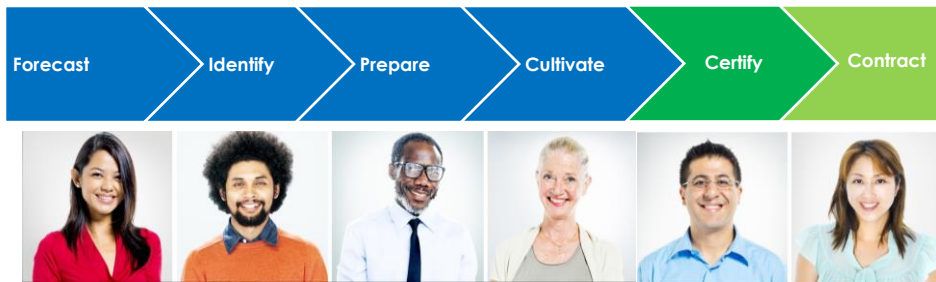 Forecast
Identify
Prepare
Cultivate
Certify
Contract